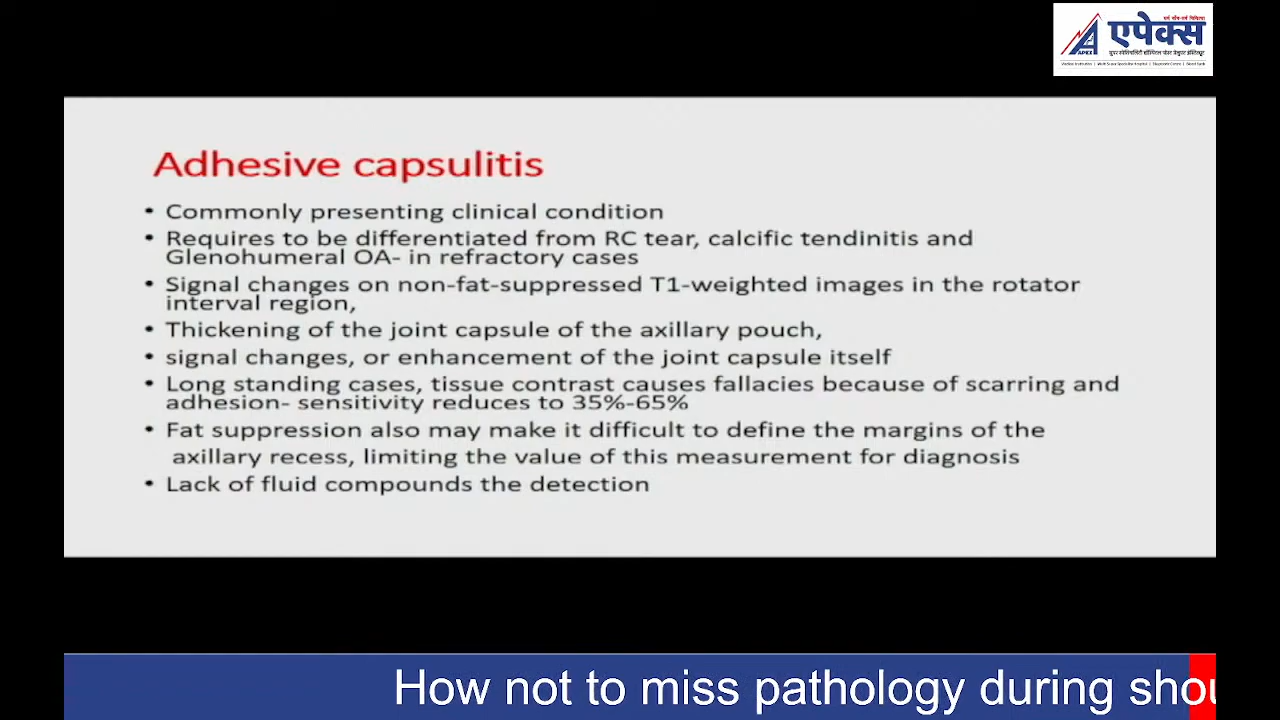 एपेक्स
APEX
Adhesive capsulitis
• Commonly presenting clinical condition
• Requires to be differentiated from RC tear, calcific tendinitis and
Glenohumeral OA- in refractory cases
• Signal changes on non-fat-suppressed T1-weighted images in the rotator
interval region,
• Thickening of the joint capsule of the axillary pouch,
• signal changes, or enhancement of the joint capsule itself
• Long standing cases, tissue contrast causes fallacies because of scarring and
adhesion- sensitivity reduces to 35%-65%
• Fat suppression also may make it difficult to define the margins of the
axillary recess, limiting the value of this measurement for diagnosis
• Lack of fluid compounds the detection
How not to miss pathology during shou